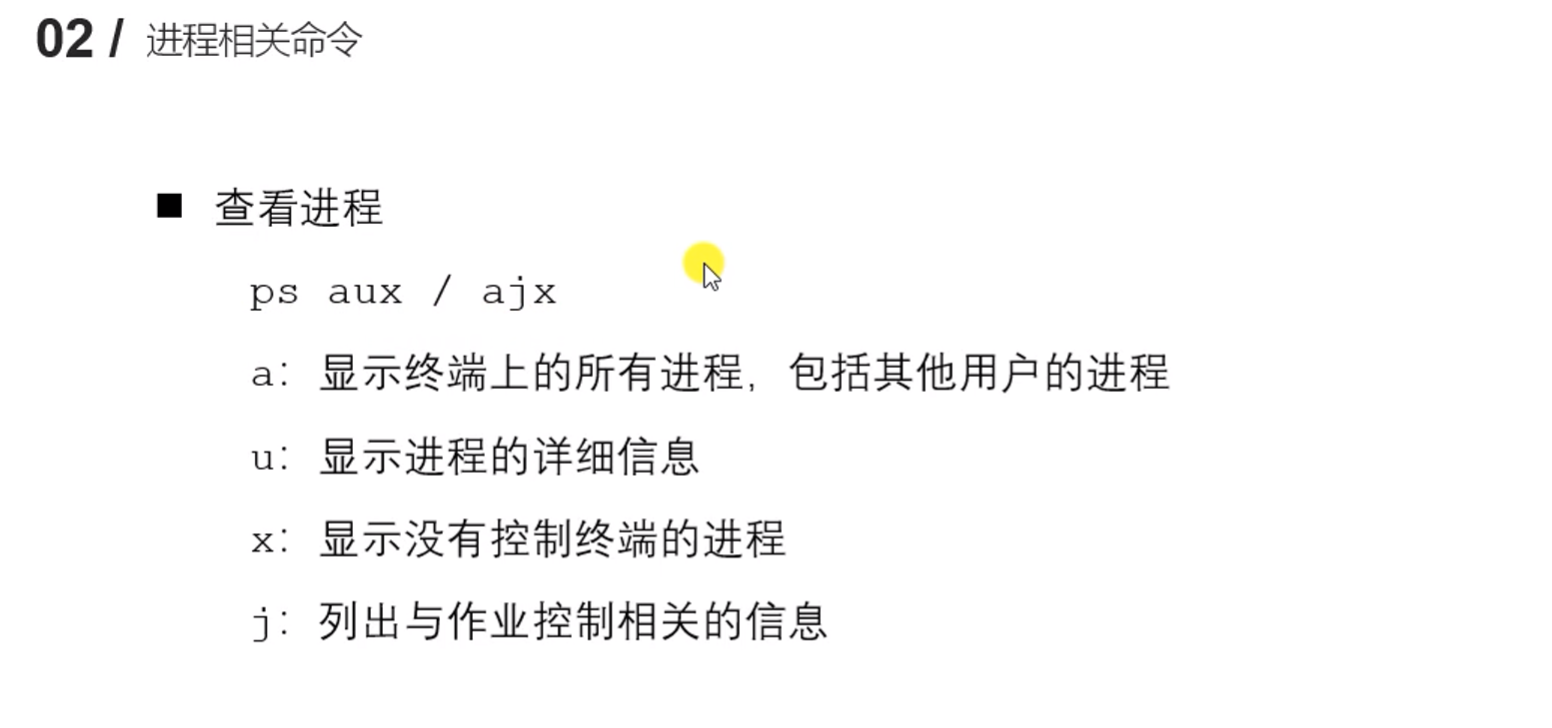 02 / 进程相关命令
■ 查看进程
ps aux / ajx
a：显示终端上的所有进程，包括其他用户的进程
u：显示进程的详细信息
x：显示没有控制终端的进程
j：列出与作业控制相关的信息